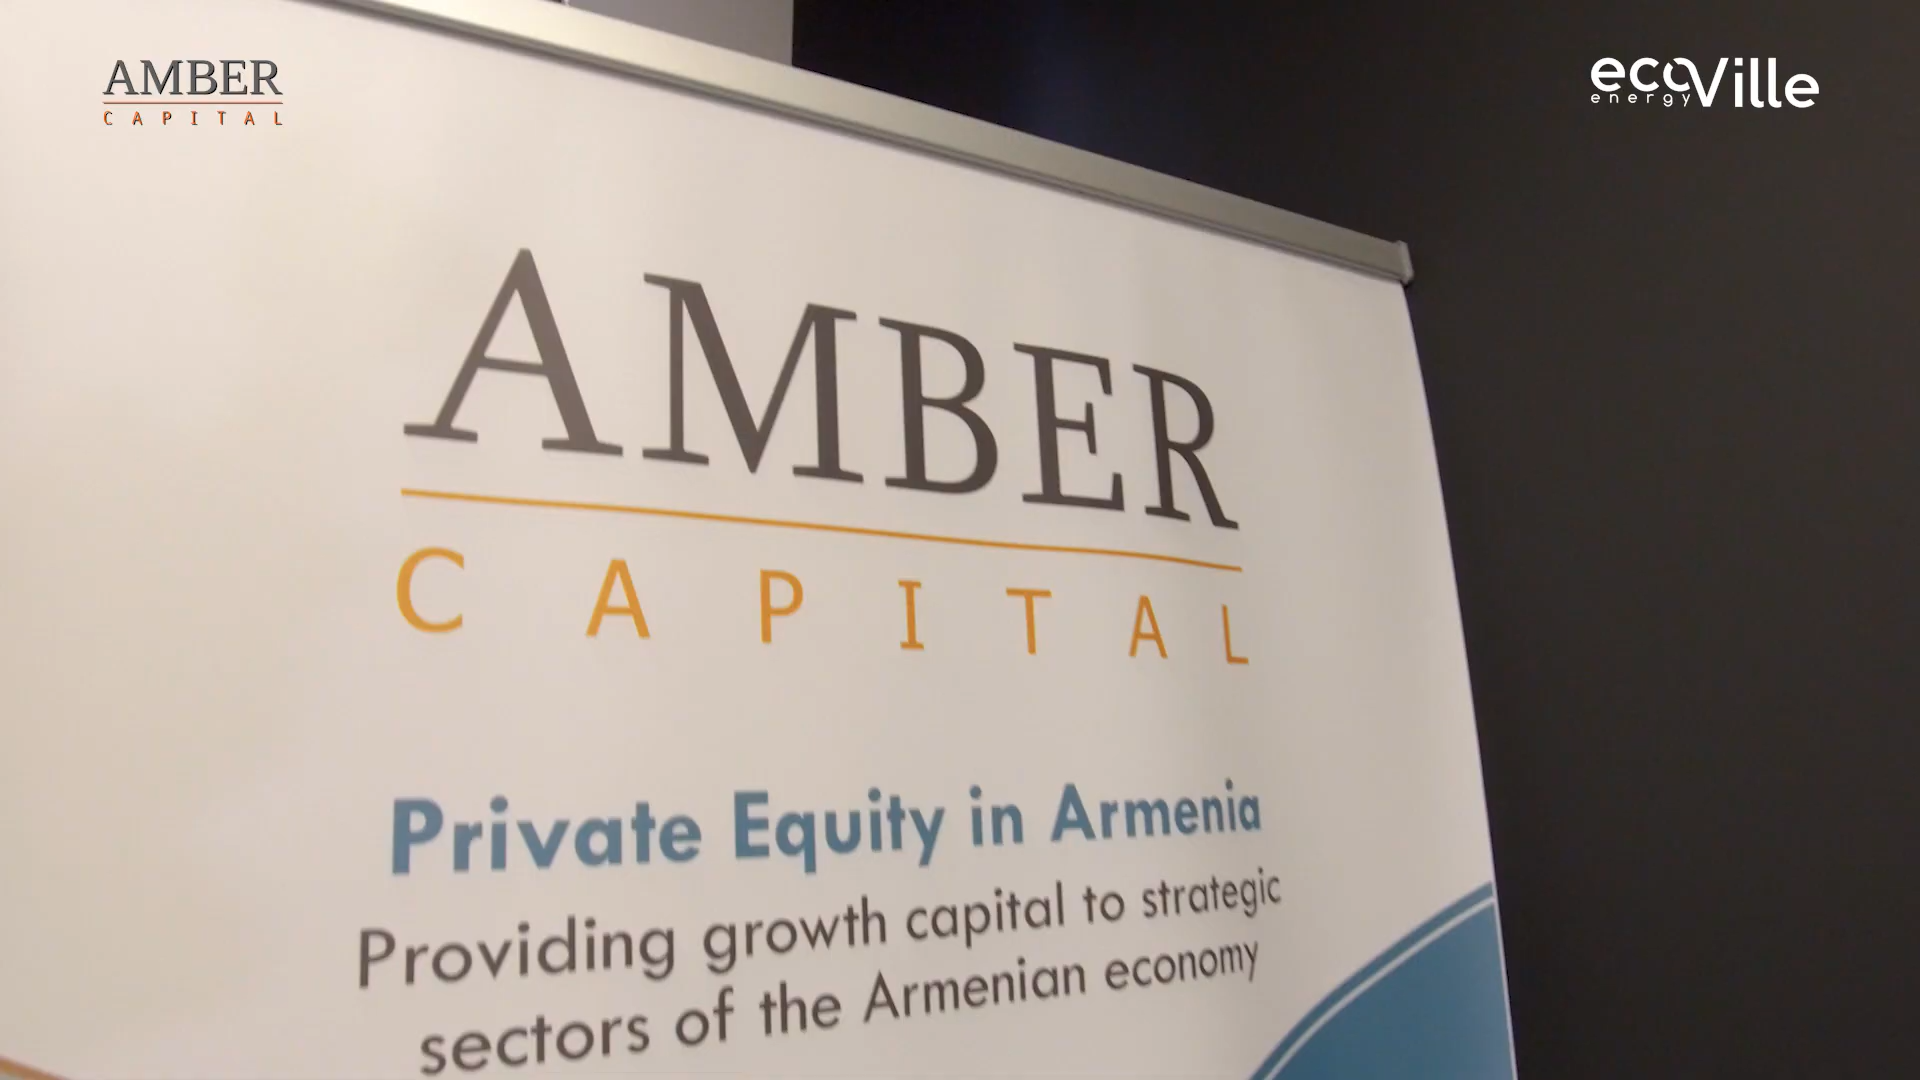 AMBER
CAPITAL
ecoVille
energy
AMBER
CAPITAL
Private Equity in Armenia
Providing growth capital to strategic
sectors of the Armenian economy